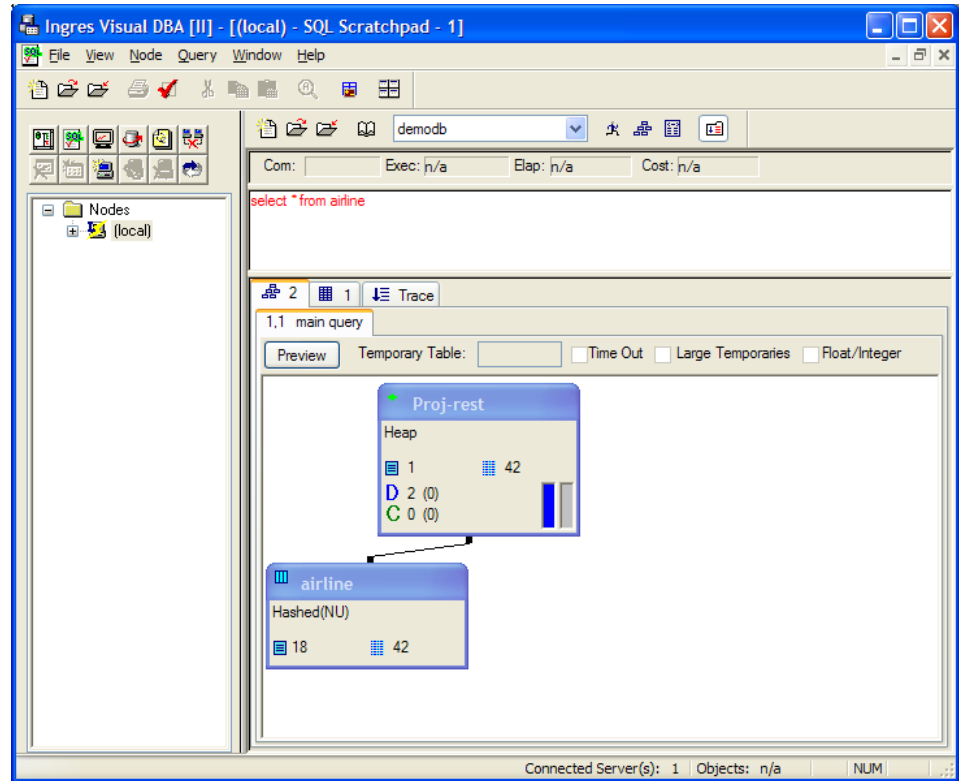 Ingres Visual DBA [II] - [(local) - SQL Scratchpad - 1]
File View Node Query Window Help
demodb
Com: Exec: n/a Elap: n/a Cost: n/a
Nodes
(local)
select * from airline
2 1 Trace
1,1 main query
Preview Temporary Table: Time Out Large Temporaries Float/Integer
Proj-rest
Heap
1 42
D 2 (0)
C 0 (0)
airline
Hashed(NU)
18 42
Connected Server(s): 1 Objects: n/a NUM